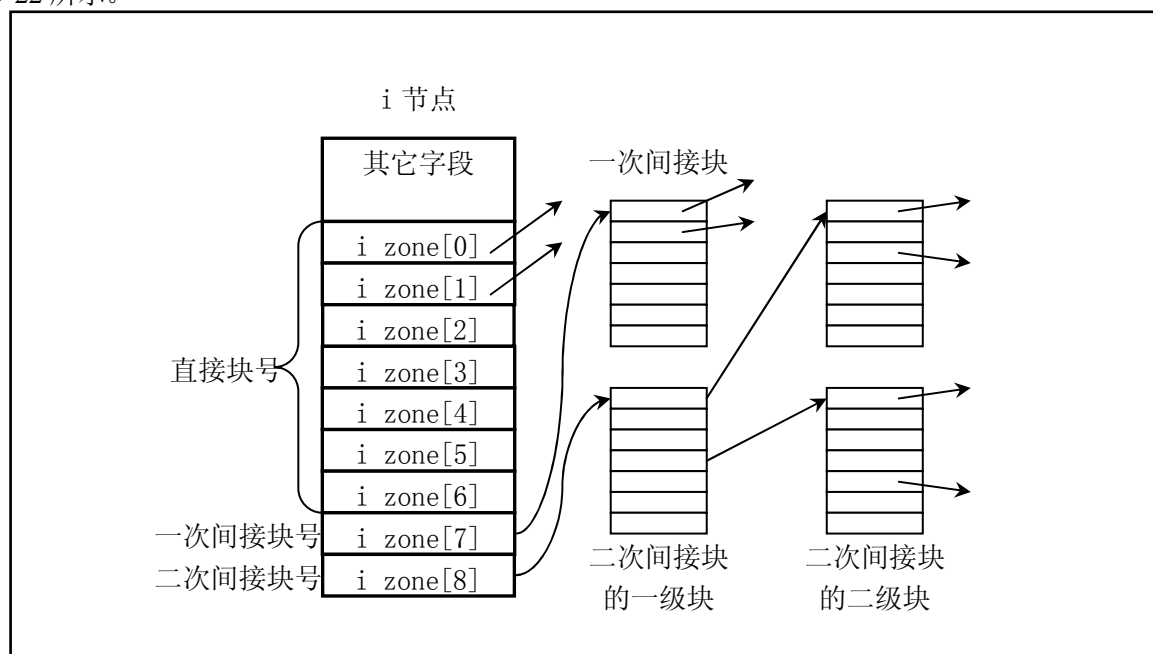 22 所示。
i 节点
其它字段
一次间接块
i zone[0]
i zone[1]
i zone[2]
i zone[3]
直接块号
i zone[4]
i zone[5]
i zone[6]
一次间接块号
i zone[7]
二次间接块号
i zone[8]
二次间接块
的一级块
二次间接块
的二级块